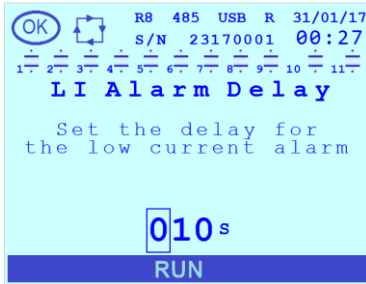 OK R8 485 USB R 31/01/17
S/N 23170001 00:27
1 2 3 4 5 6 7 8 9 10 11
LI Alarm Delay
Set the delay for
the low current alarm
010 s
RUN